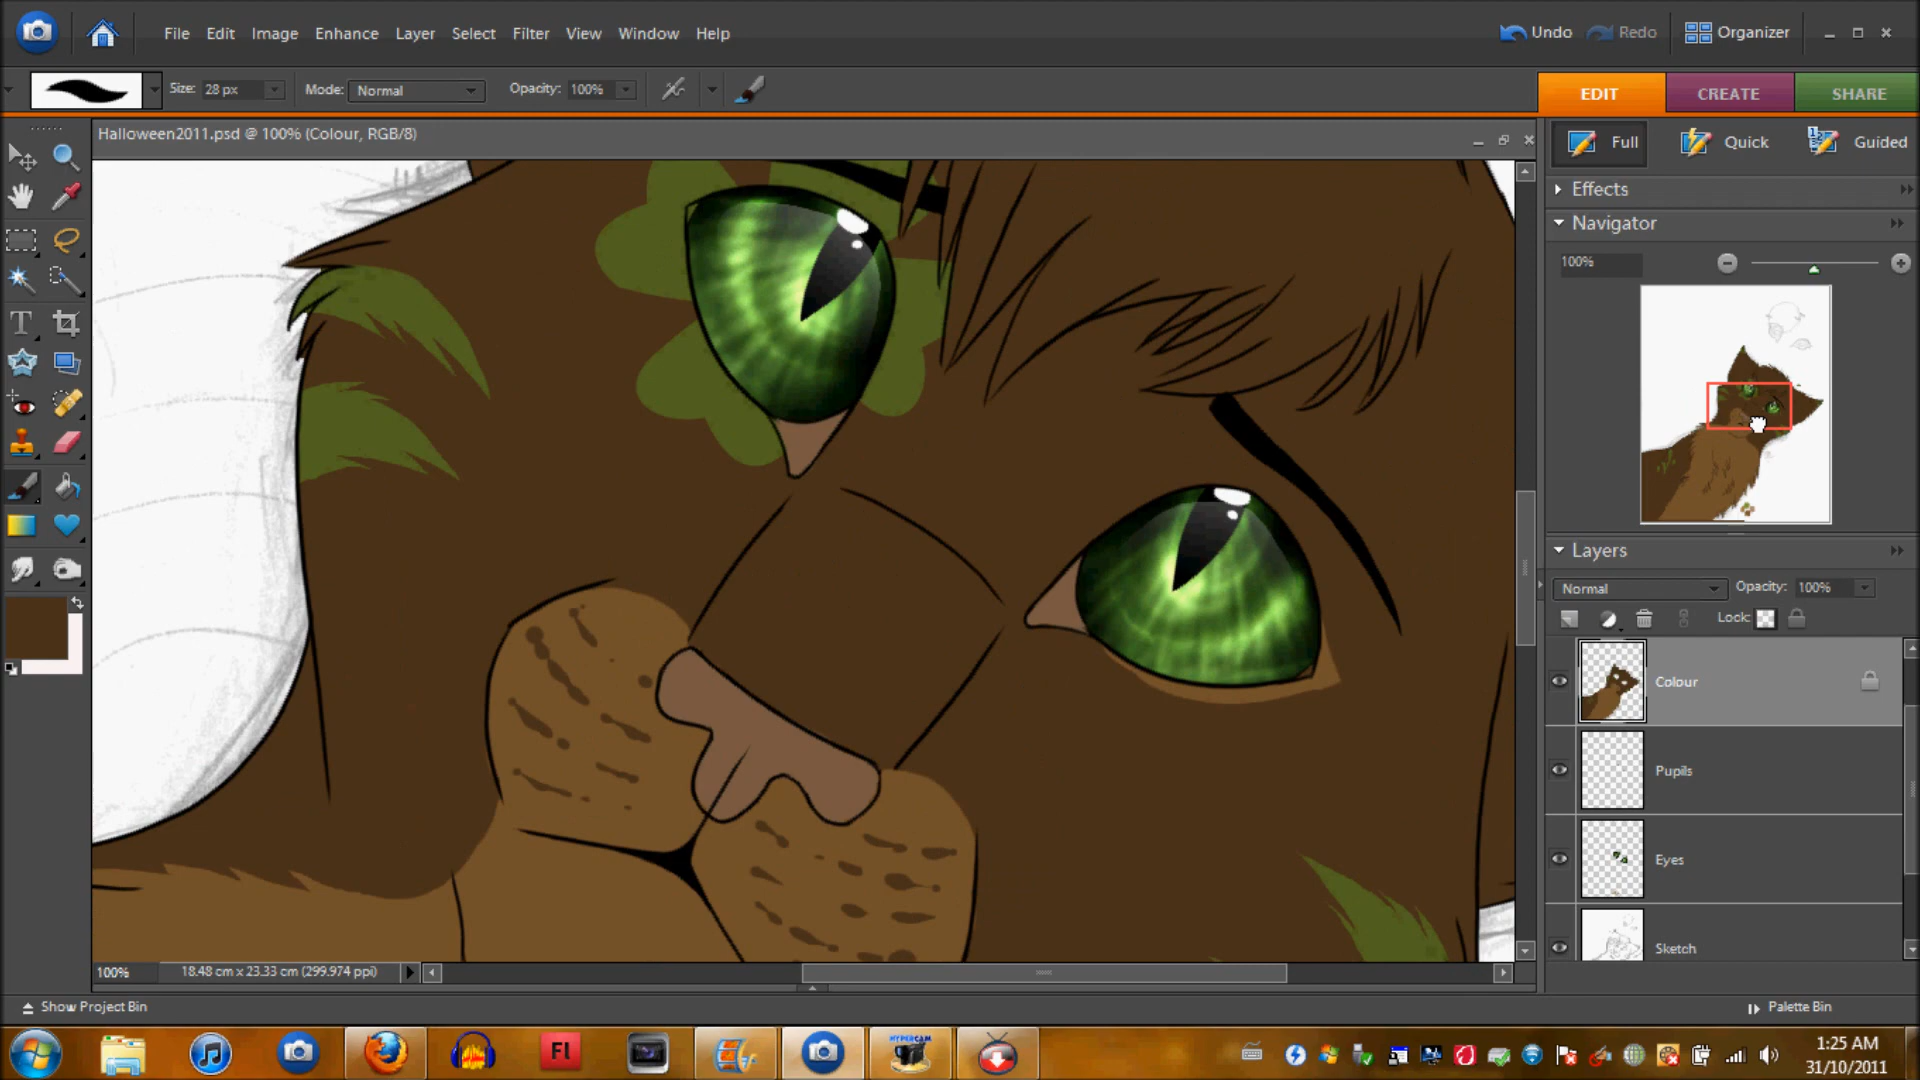 File Edit Image Enhance Layer Select Filter View Window Help
Undo Redo Organizer
Size: 28 px Mode: Normal Opacity: 100%
EDIT CREATE SHARE
Halloween2011.psd @ 100% (Colour, RGB/8)
Full Quick Guided
Effects
Navigator
100%
Layers
Normal Opacity: 100%
Lock:
Colour
Pupils
Eyes
Sketch
100% 18.48 cm x 23.33 cm (299.974 ppi)
Show Project Bin
Palette Bin
Fl
HYPERCAM
1:25 AM
31/10/2011